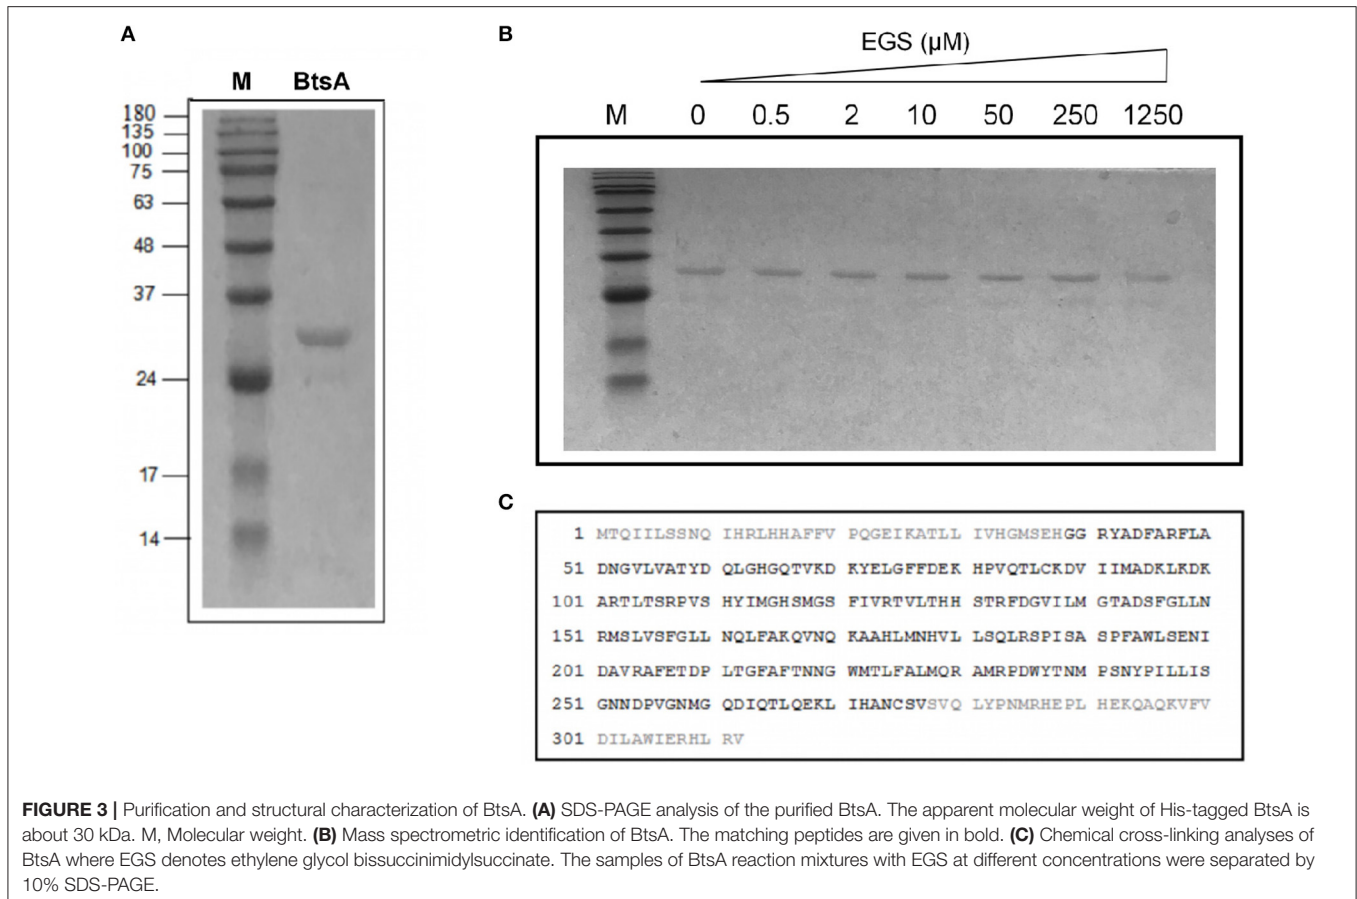 A
M BtsA
180
135
100
75
63
48
37
24
17
14
B
EGS (µM)
M 0 0.5 2 10 50 250 1250
C
1 MTQIILSSNQ IHRLHHAFFV PQGEIKATLL IVHGMSEHGG RYADFARFLA
51 DNGVLVATYD QLGHGQTVKD KYELGFFDEK HPVQTLCKDV IIMADKLKDK
101 ARTLTSRPVS HYIMGHSMGS FIVRTVLTHH STRFDGVILM GTADSFGLLN
151 RMSLVSFGLL NQLFAKQVNQ KAAHLMNHVL LSQLRSPISA SPFAWLSENI
201 DAVRAFETDP LTGFAFTNNG WMTLFALMQR AMRPDWYTNM PSNYPILLIS
251 GNNDPVGNMG QDIQTLQEKL IHANCSVSVQ LYPNMRHEPL HEKQAQKVFV
301 DILAWIERHL RV
FIGURE 3 | Purification and structural characterization of BtsA. (A) SDS-PAGE analysis of the purified BtsA. The apparent molecular weight of His-tagged BtsA is
about 30 kDa. M, Molecular weight. (B) Mass spectrometric identification of BtsA. The matching peptides are given in bold. (C) Chemical cross-linking analyses of
BtsA where EGS denotes ethylene glycol bissuccinimidylsuccinate. The samples of BtsA reaction mixtures with EGS at different concentrations were separated by
10% SDS-PAGE.